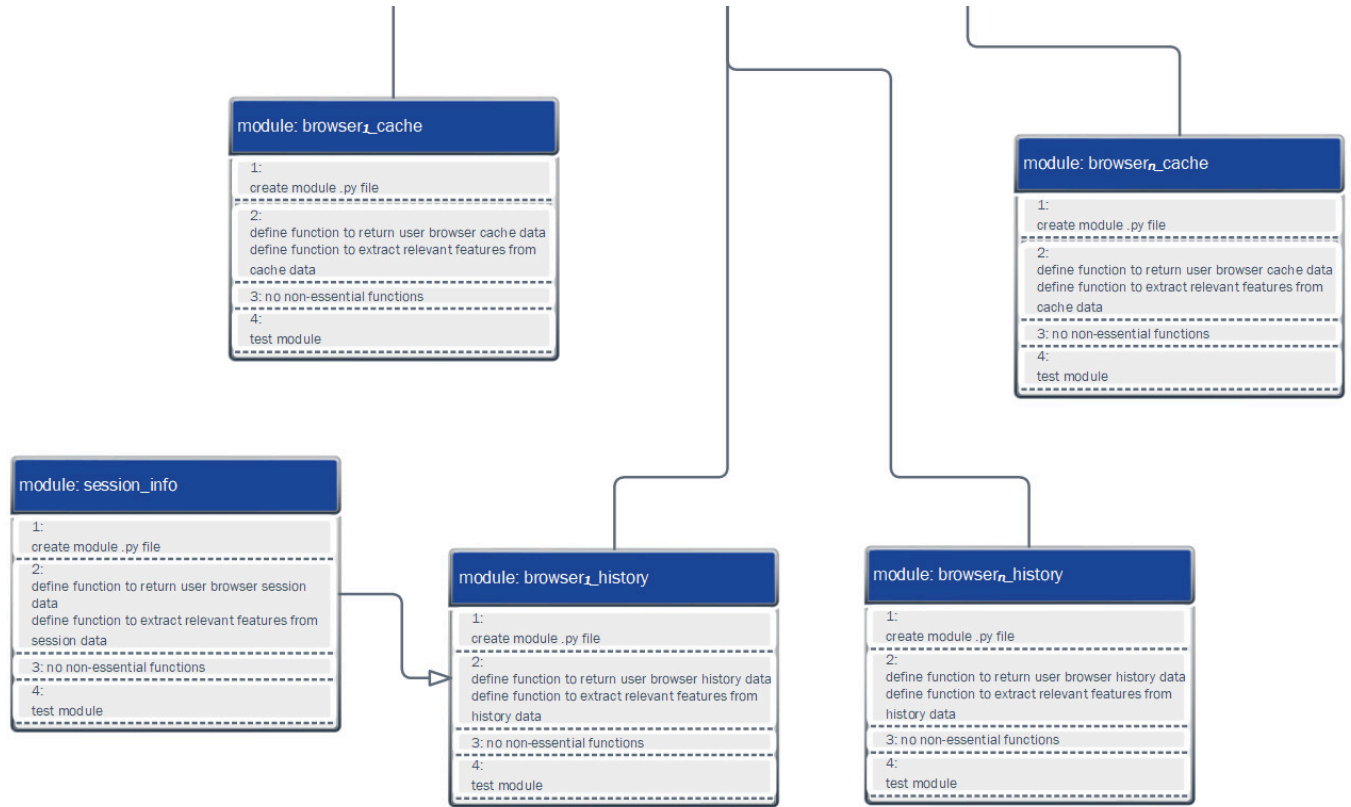 module: browser1_cache
1:
create module .py file
2:
define function to return user browser cache data
define function to extract relevant features from
cache data
3: no non-essential functions
4:
test module
module: browsern_cache
1:
create module .py file
2:
define function to return user browser cache data
define function to extract relevant features from
cache data
3: no non-essential functions
4:
test module
module: session_info
1:
create module .py file
2:
define function to return user browser session
data
define function to extract relevant features from
session data
3: no non-essential functions
4:
test module
module: browser1_history
1:
create module .py file
2:
define function to return user browser history data
define function to extract relevant features from
history data
3: no non-essential functions
4:
test module
module: browsern_history
1:
create module .py file
2:
define function to return user browser history data
define function to extract relevant features from
history data
3: no non-essential functions
4:
test module